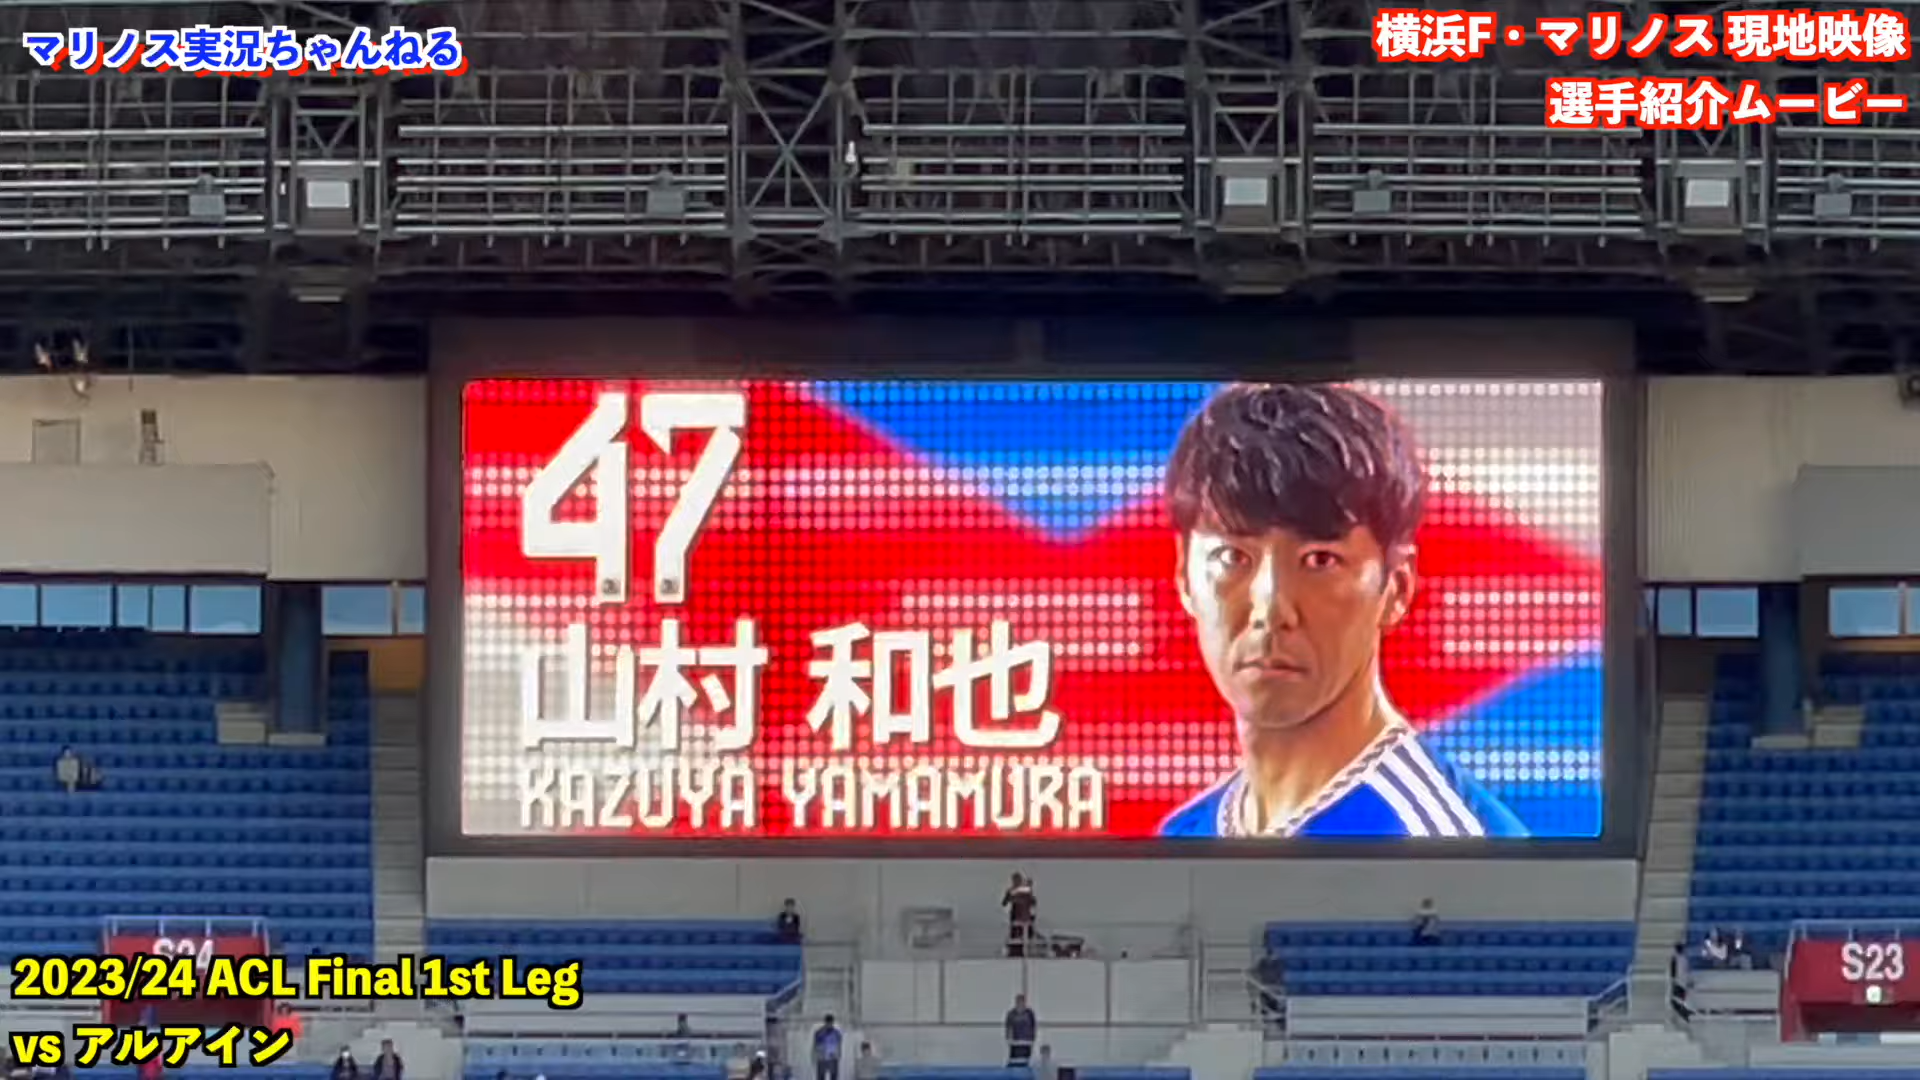 マリノス実況ちゃんねる
横浜F・マリノス 現地映像
選手紹介ムービー
47
山村 和也
KAZUYA YAMAMURA
S24
S23
2023/24 ACL Final 1st Leg
vs アルアイン